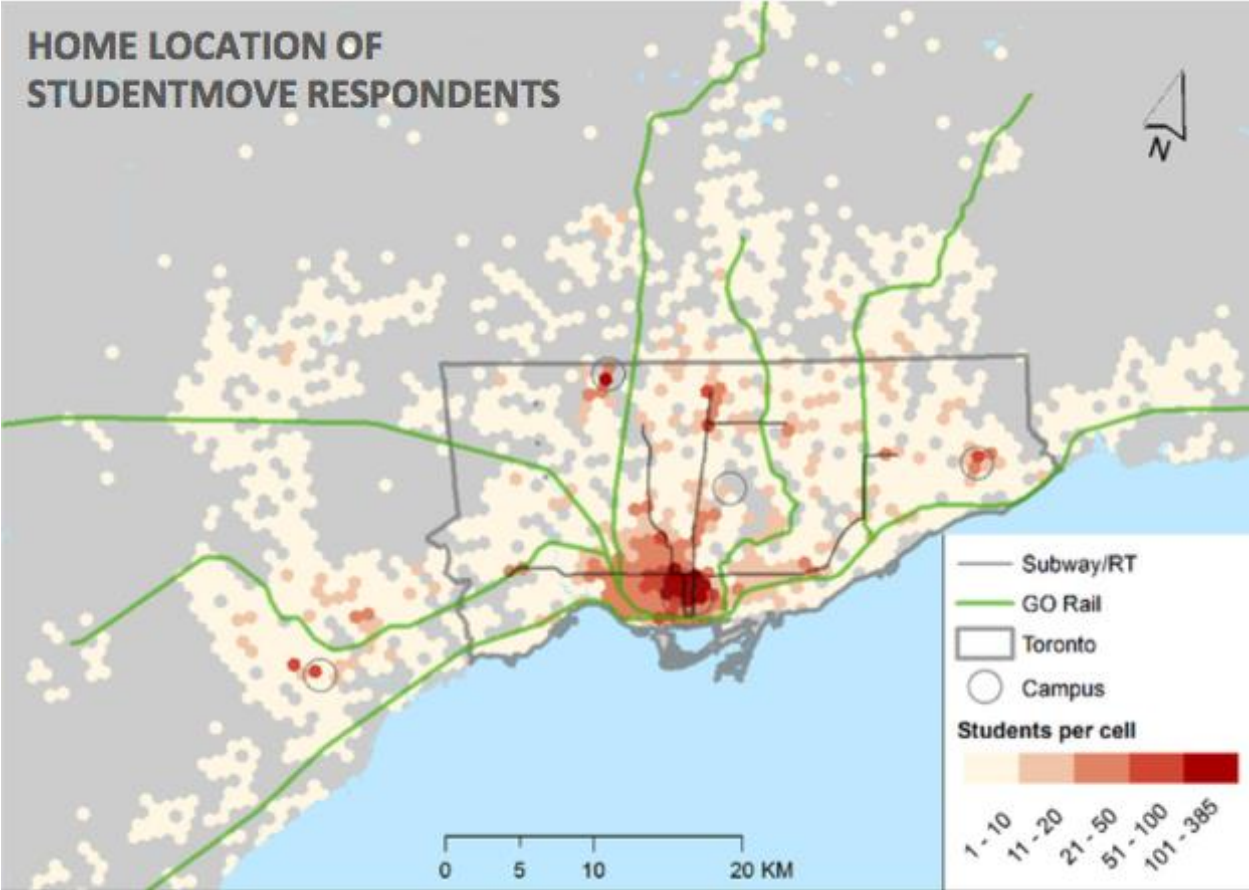 HOME LOCATION OF
STUDENTMOVE RESPONDENTS
N
Subway/RT
GO Rail
Toronto
Campus
Students per cell
1 - 10
11 - 20
21 - 50
51 - 100
101 - 385
0 5 10 20 KM